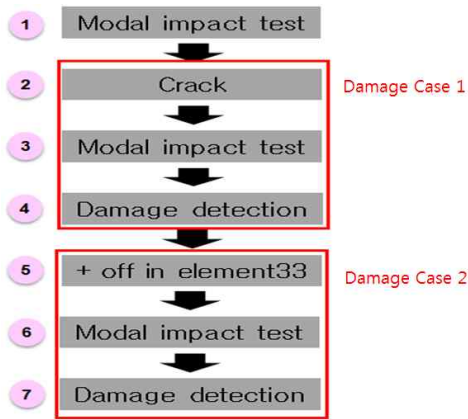 1 Modal impact test
2 Crack Damage Case 1
3 Modal impact test
4 Damage detection
5 + off in element33 Damage Case 2
6 Modal impact test
7 Damage detection